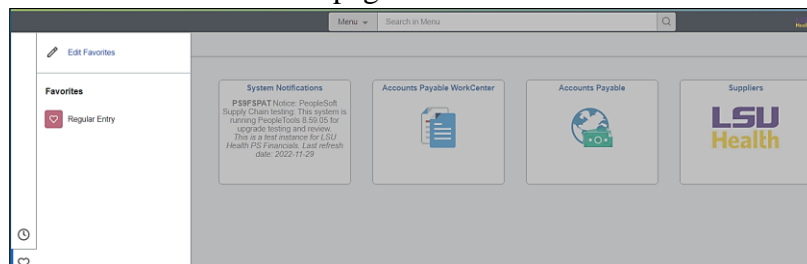 Menu
Search in Menu
Edit Favorites
Favorites
Regular Entry
System Notifications
PS9FSPAT Notice: PeopleSoft
Supply Chain testing: This system is
running PeopleTools 8.59.05 for
upgrade testing and review.
This is a test instance for LSU
Health PS Financials. Last refresh
date: 2022-11-29
Accounts Payable WorkCenter
Accounts Payable
Suppliers
LSU
Health